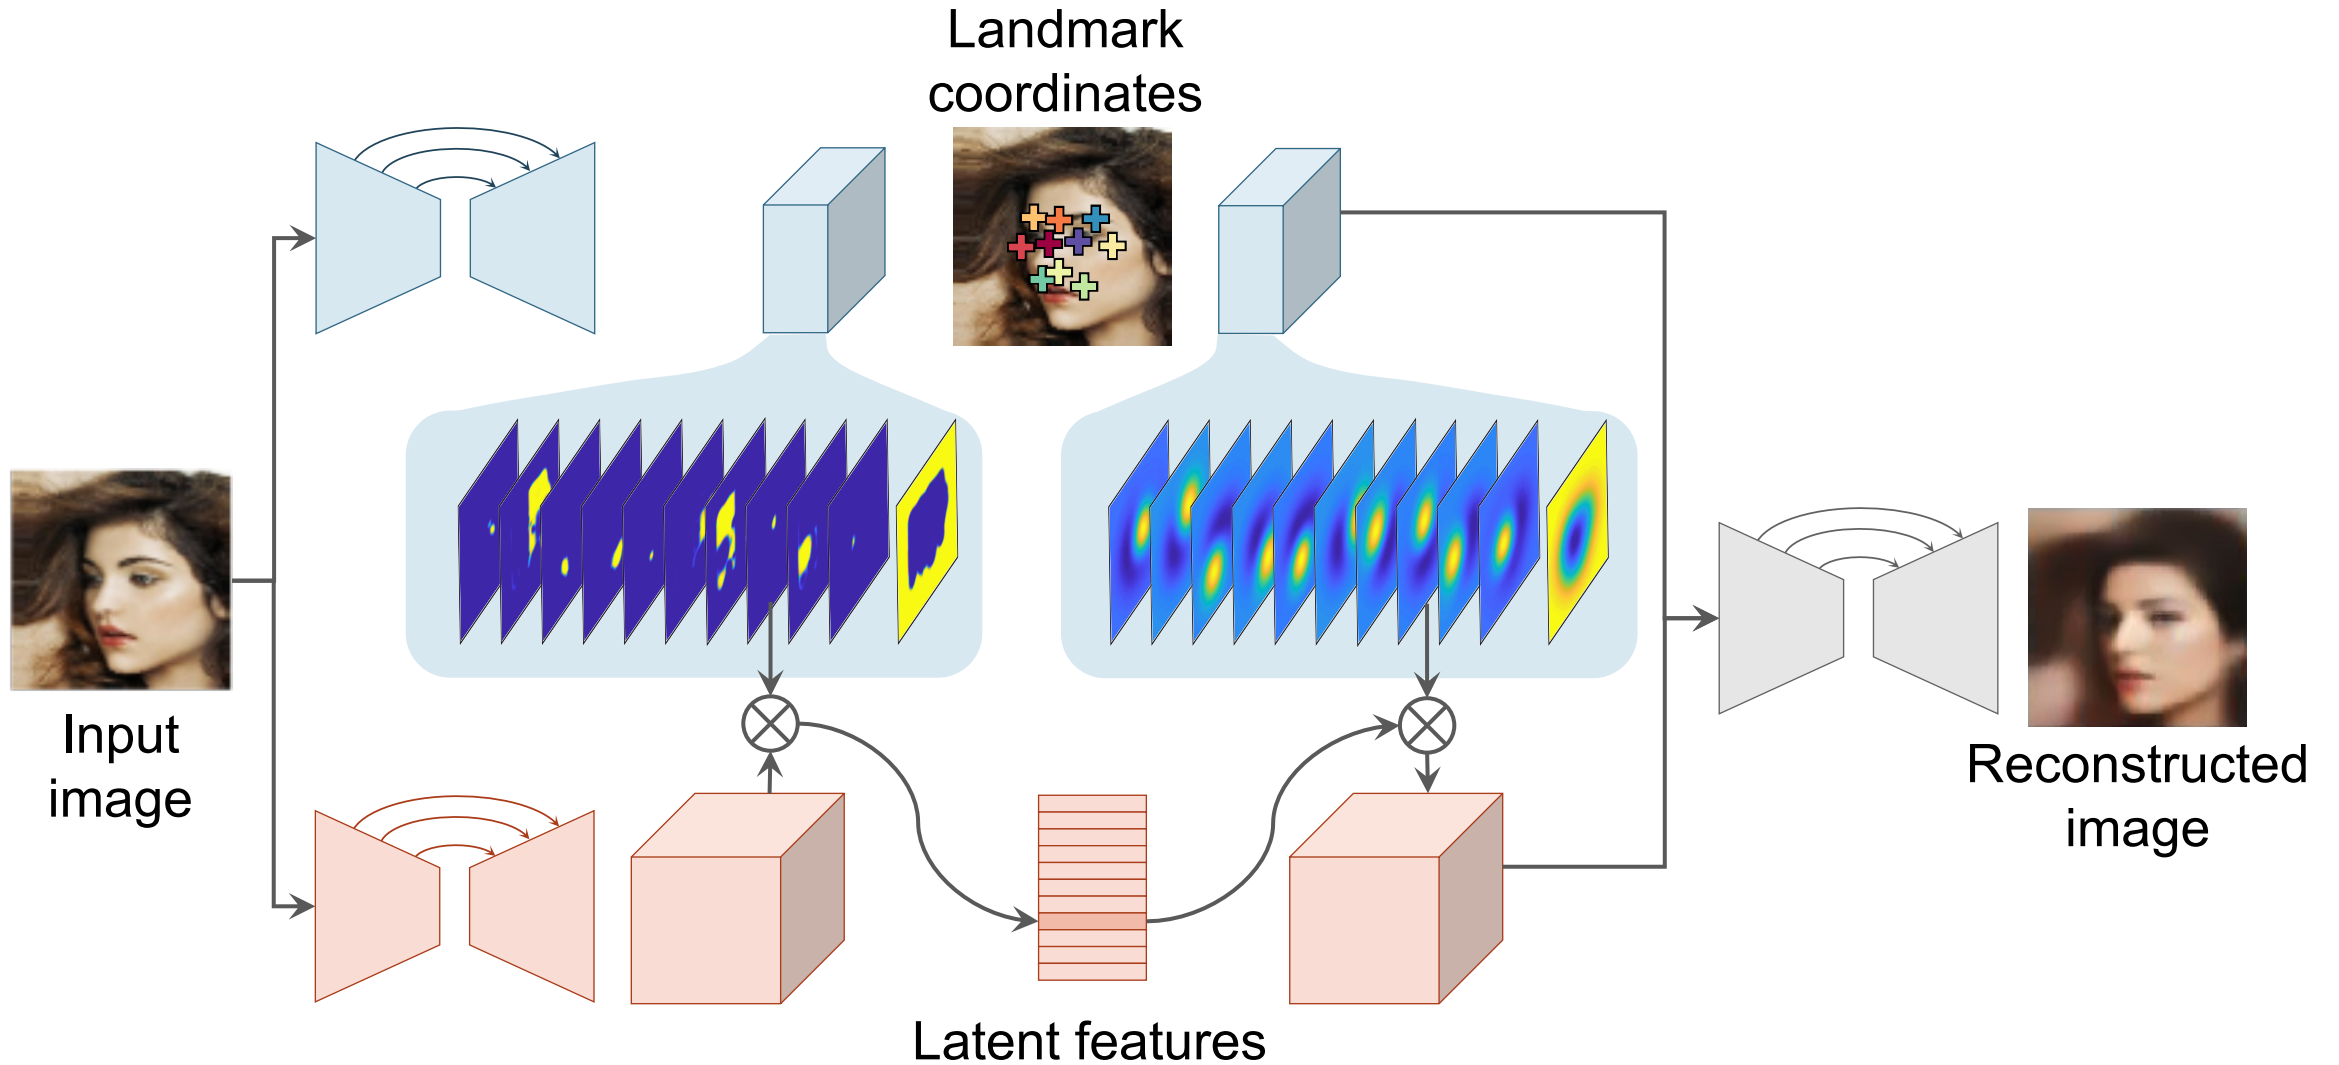 Landmark
coordinates
Input
image
Latent features
Reconstructed
image